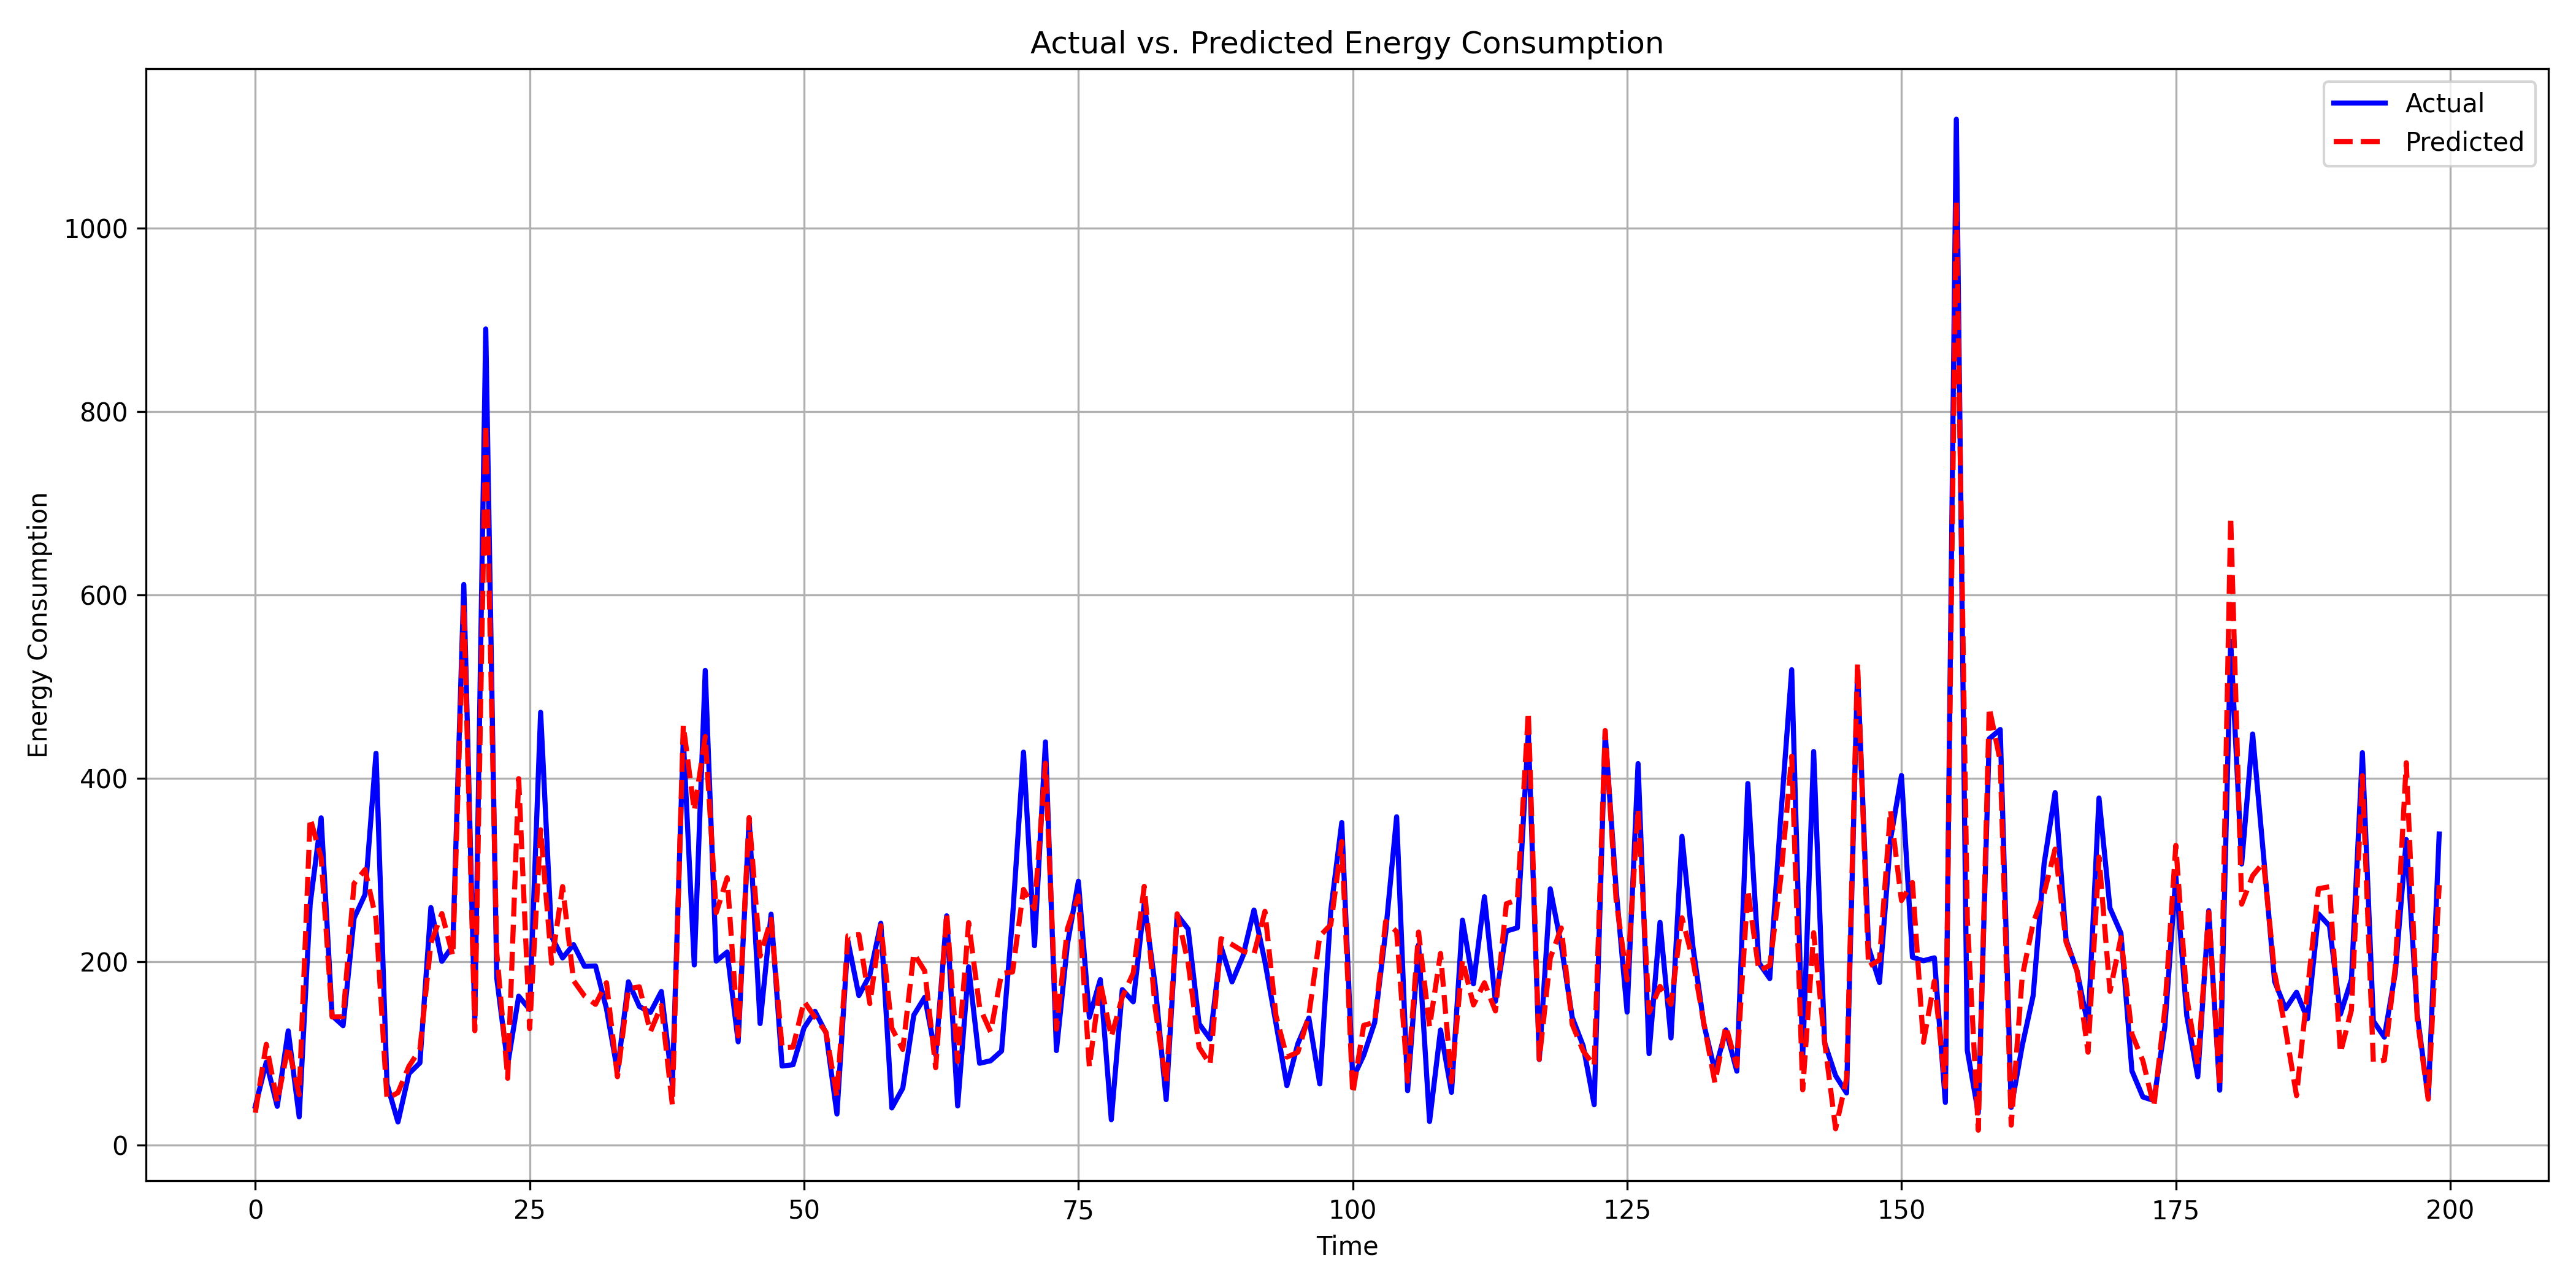 Actual vs. Predicted Energy Consumption
Actual
Predicted
Energy Consumption
1000
800
600
400
200
0
0 25 50 75 100 125 150 175 200
Time